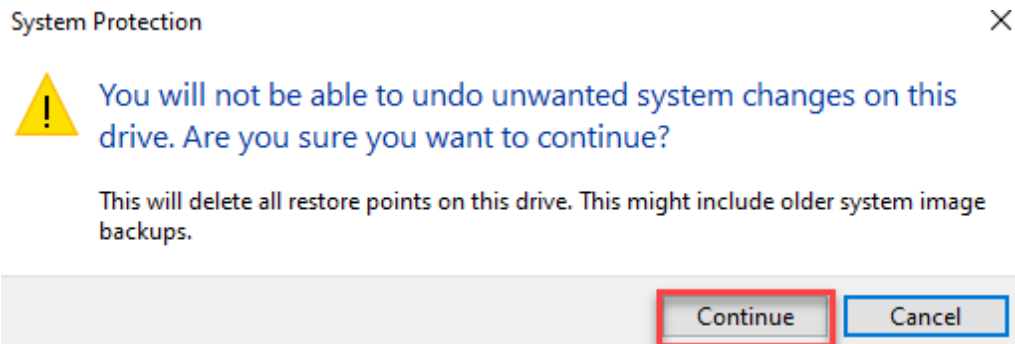 System Protection
You will not be able to undo unwanted system changes on this
drive. Are you sure you want to continue?
This will delete all restore points on this drive. This might include older system image
backups.
Continue
Cancel